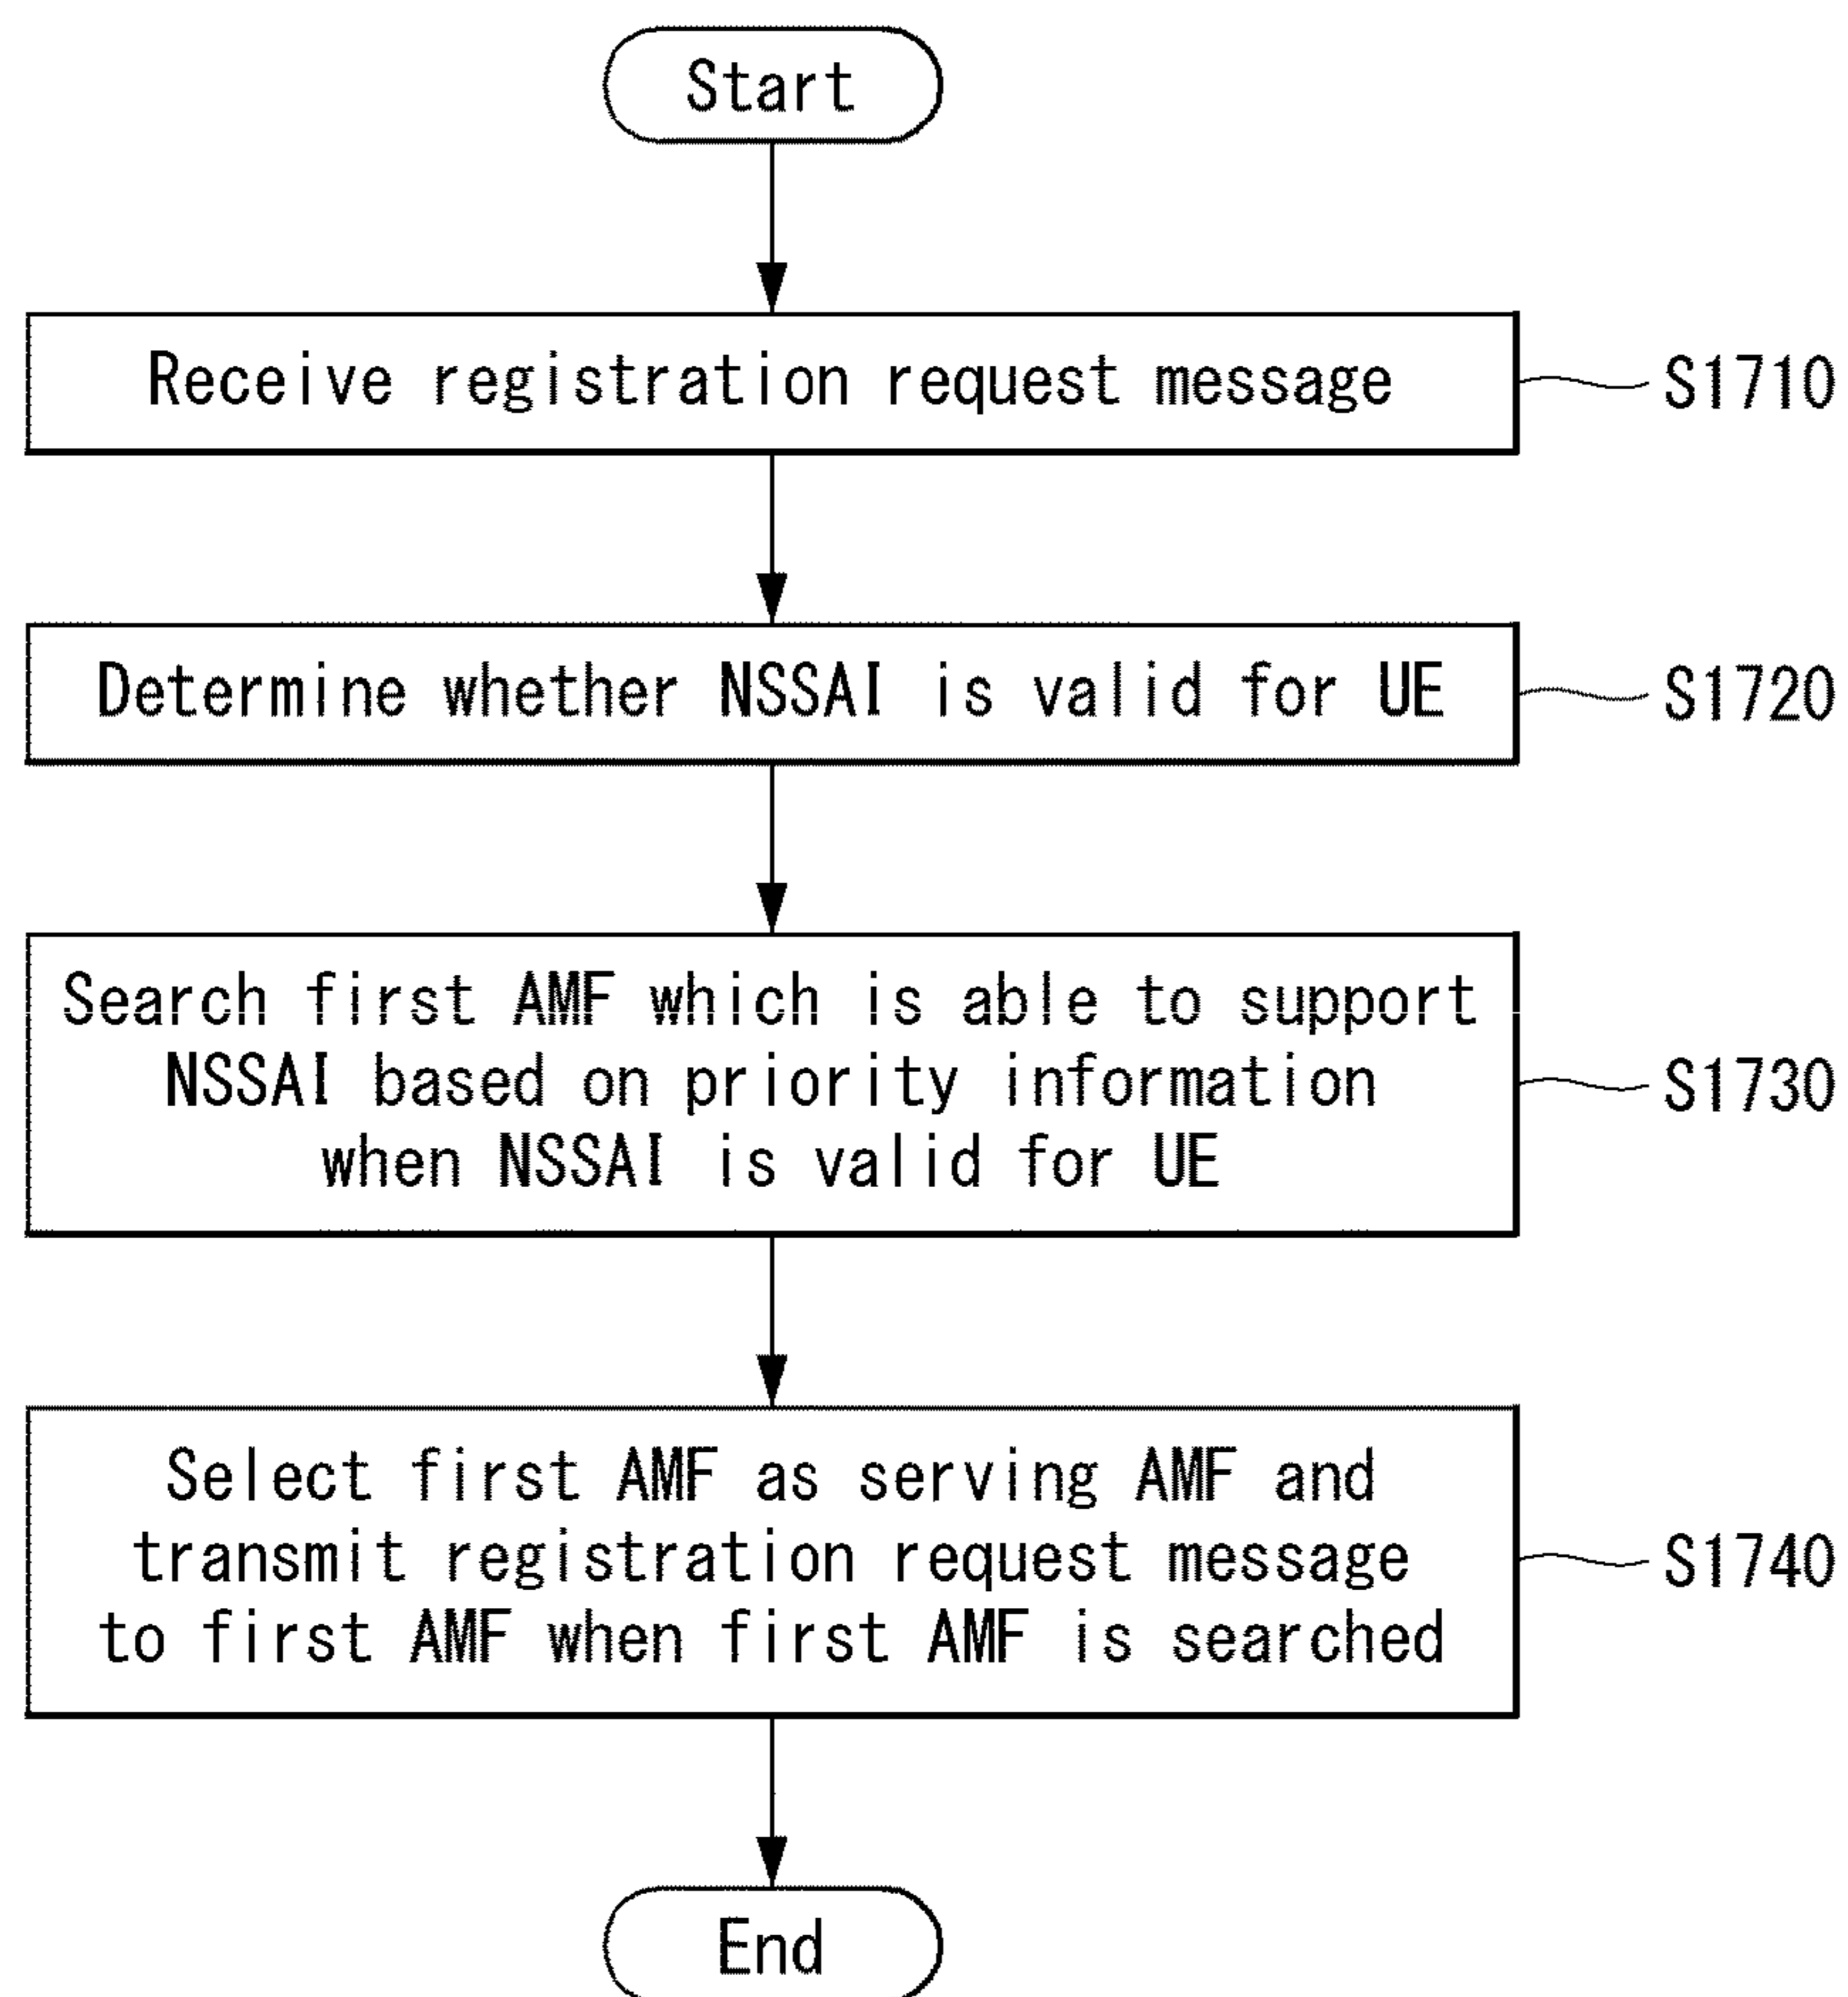 Start
Receive registration request message
S1710
Determine whether NSSAI is valid for UE
S1720
Search first AMF which is able to support
NSSAI based on priority information
when NSSAI is valid for UE
S1730
Select first AMF as serving AMF and
transmit registration request message
to first AMF when first AMF is searched
S1740
End